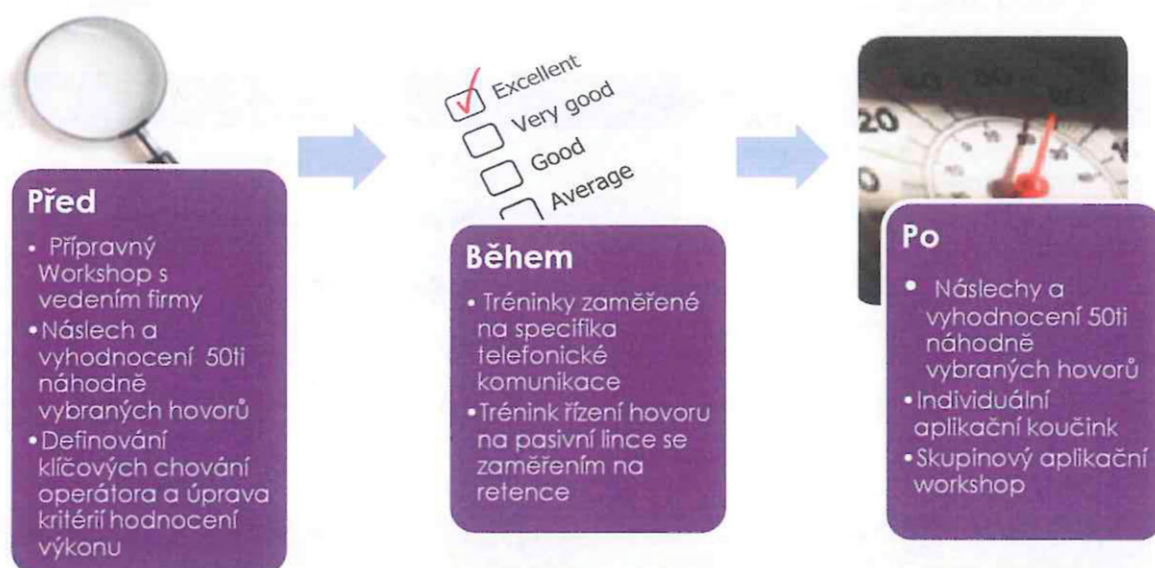 Před
• Přípravný
Workshop s
vedením firmy
•Náslech a
vyhodnocení 50ti
náhodně
vybraných hovorů
•Definování
klíčových chování
operátora a úprava
kritérií hodnocení
výkonu
Excellent
Very good
Good
Average
Během
• Tréninky zaměřené
na specifika
telefonické
komunikace
•Trénink řízení hovoru
na pasivní lince se
zaměřením na
retence
20
Po
• Náslechy a
vyhodnocení 50ti
náhodně
vybraných hovorů
•Individuální
aplikační koučink
•Skupinový aplikační
workshop